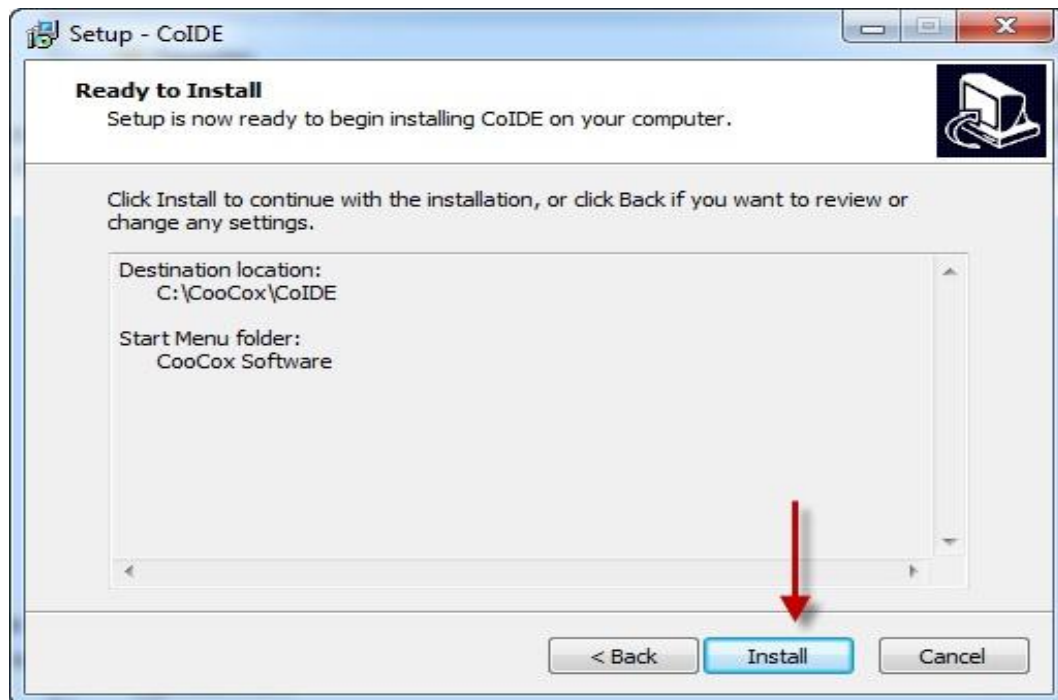 Setup - CoIDE
Ready to Install
Setup is now ready to begin installing CoIDE on your computer.
Click Install to continue with the installation, or click Back if you want to review or
change any settings.
Destination location:
C:\CooCox\CoIDE
Start Menu folder:
CooCox Software
< Back
Install
Cancel